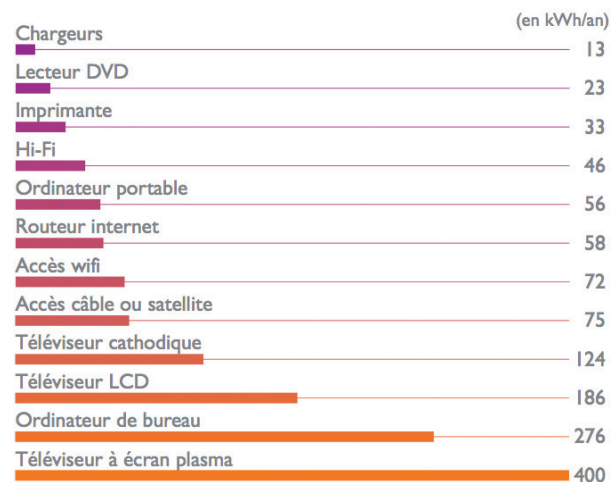 (en kWh/an)
Chargeurs
13
Lecteur DVD
23
Imprimante
33
Hi-Fi
46
Ordinateur portable
56
Routeur internet
58
Accès wifi
72
Accès câble ou satellite
75
Téléviseur cathodique
124
Téléviseur LCD
186
Ordinateur de bureau
276
Téléviseur à écran plasma
400